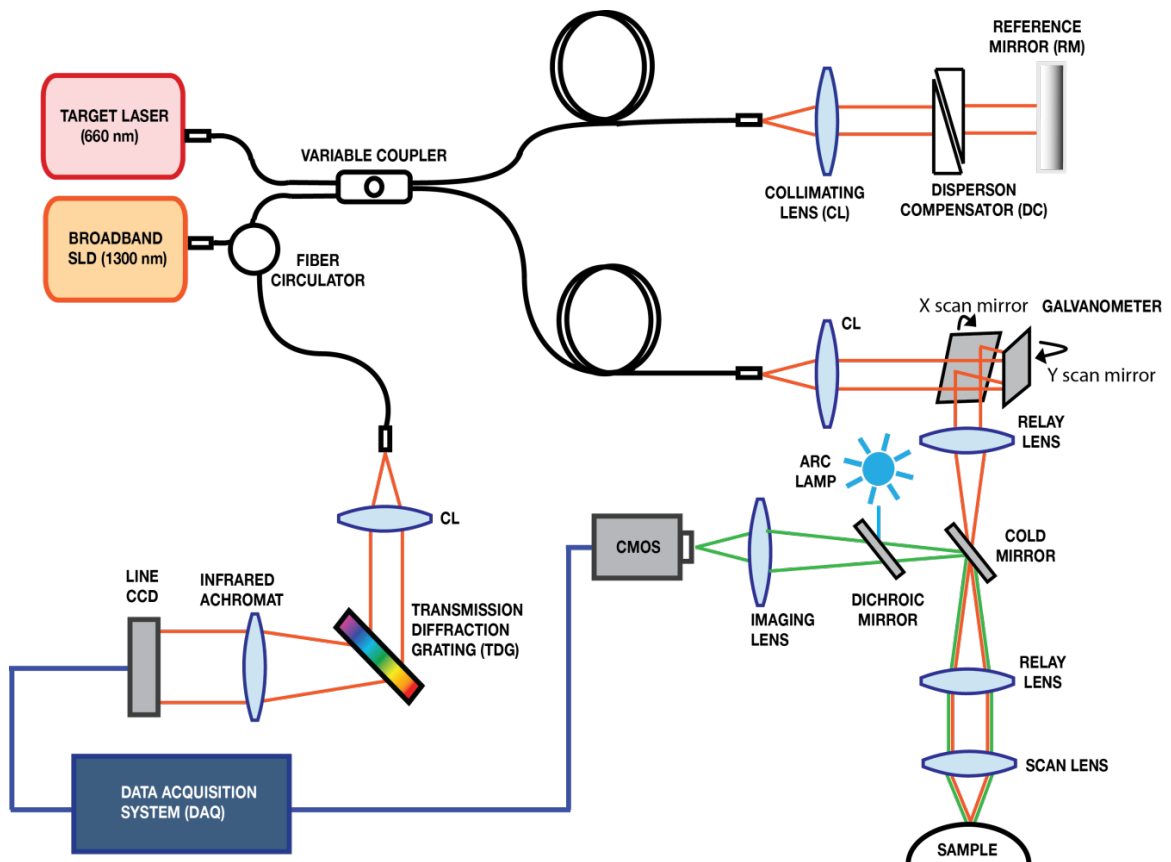 TARGET LASER
(660 nm)
BROADBAND
SLD (1300 nm)
VARIABLE COUPLER
FIBER
CIRCULATOR
COLLIMATING
LENS (CL)
DISPERSON
COMPENSATOR (DC)
REFERENCE
MIRROR (RM)
CL
X scan mirror
GALVANOMETER
Y scan mirror
RELAY
LENS
ARC
LAMP
COLD
MIRROR
CMOS
IMAGING
LENS
DICHROIC
MIRROR
CL
LINE
CCD
INFRARED
ACHROMAT
TRANSMISSION
DIFFRACTION
GRATING (TDG)
RELAY
LENS
SCAN LENS
DATA ACQUISITION
SYSTEM (DAQ)
SAMPLE